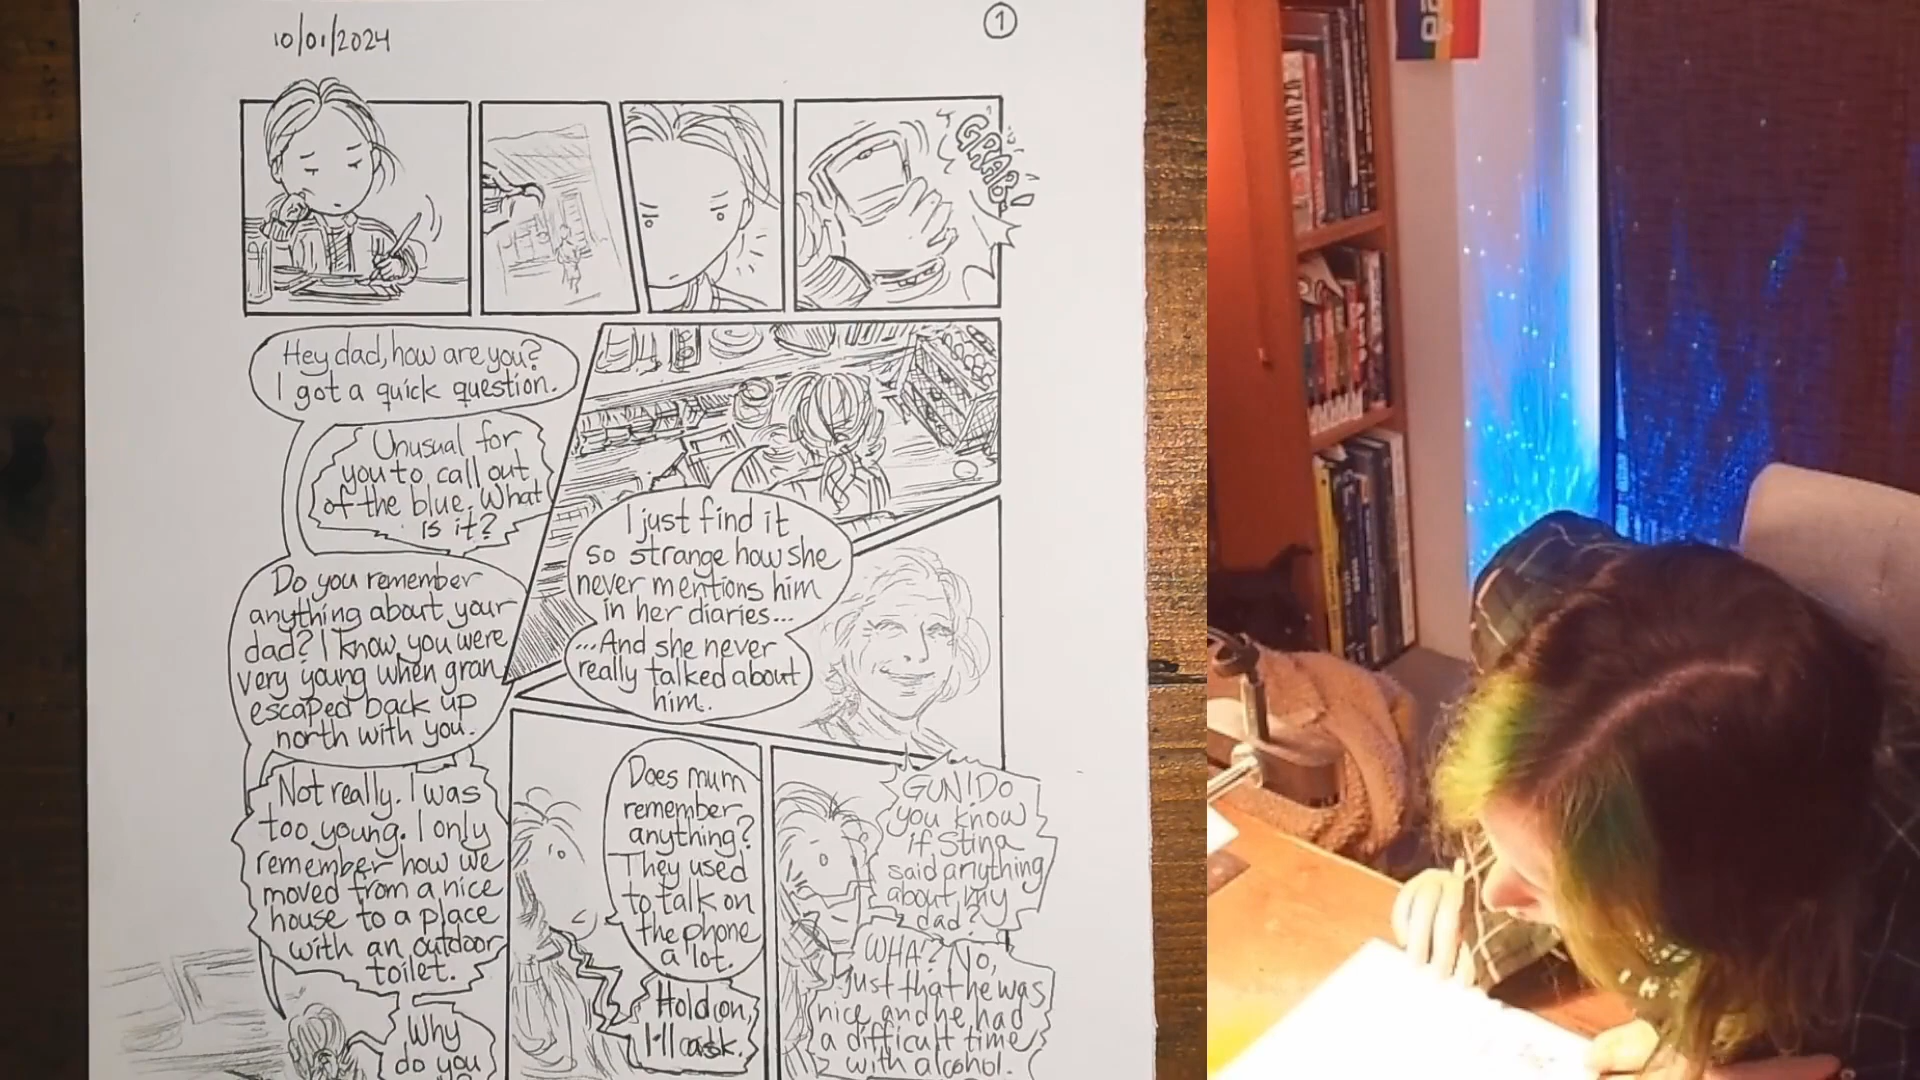 10/01/2024
1
GRAB!
Hey dad, how are you?
I got a quick question.
Unusual for
you to call out
of the blue. What
is it?
Do you remember
anything about your
dad? I know you were
very young when gran
escaped back up
north with you.
Not really. I was
too young. I only
remember how we
moved from a nice
house to a place
with an outdoor
toilet.
Why
do you
I just find it
so strange how she
never mentions him
in her diaries...
...And she never
really talked about
him.
Does mum
remember
anything?
They used
to talk on
the phone
a lot.
Hold on,
I'll ask.
GUN! Do
you know
if Stina
said anything
about my
dad?
WHA? No,
just that he was
nice and he had
a difficult time
with alcohol.
UZUMAKI